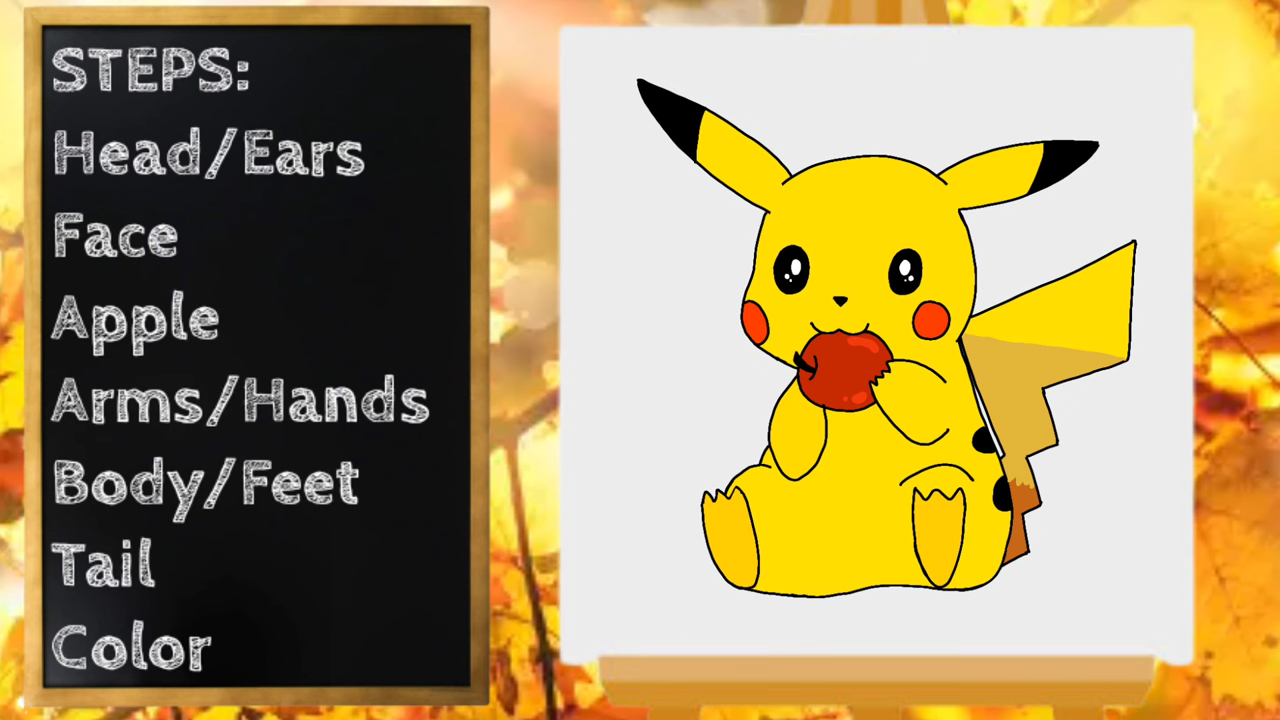 STEPS:
Head/Ears
Face
Apple
Arms/Hands
Body/Feet
Tail
Color